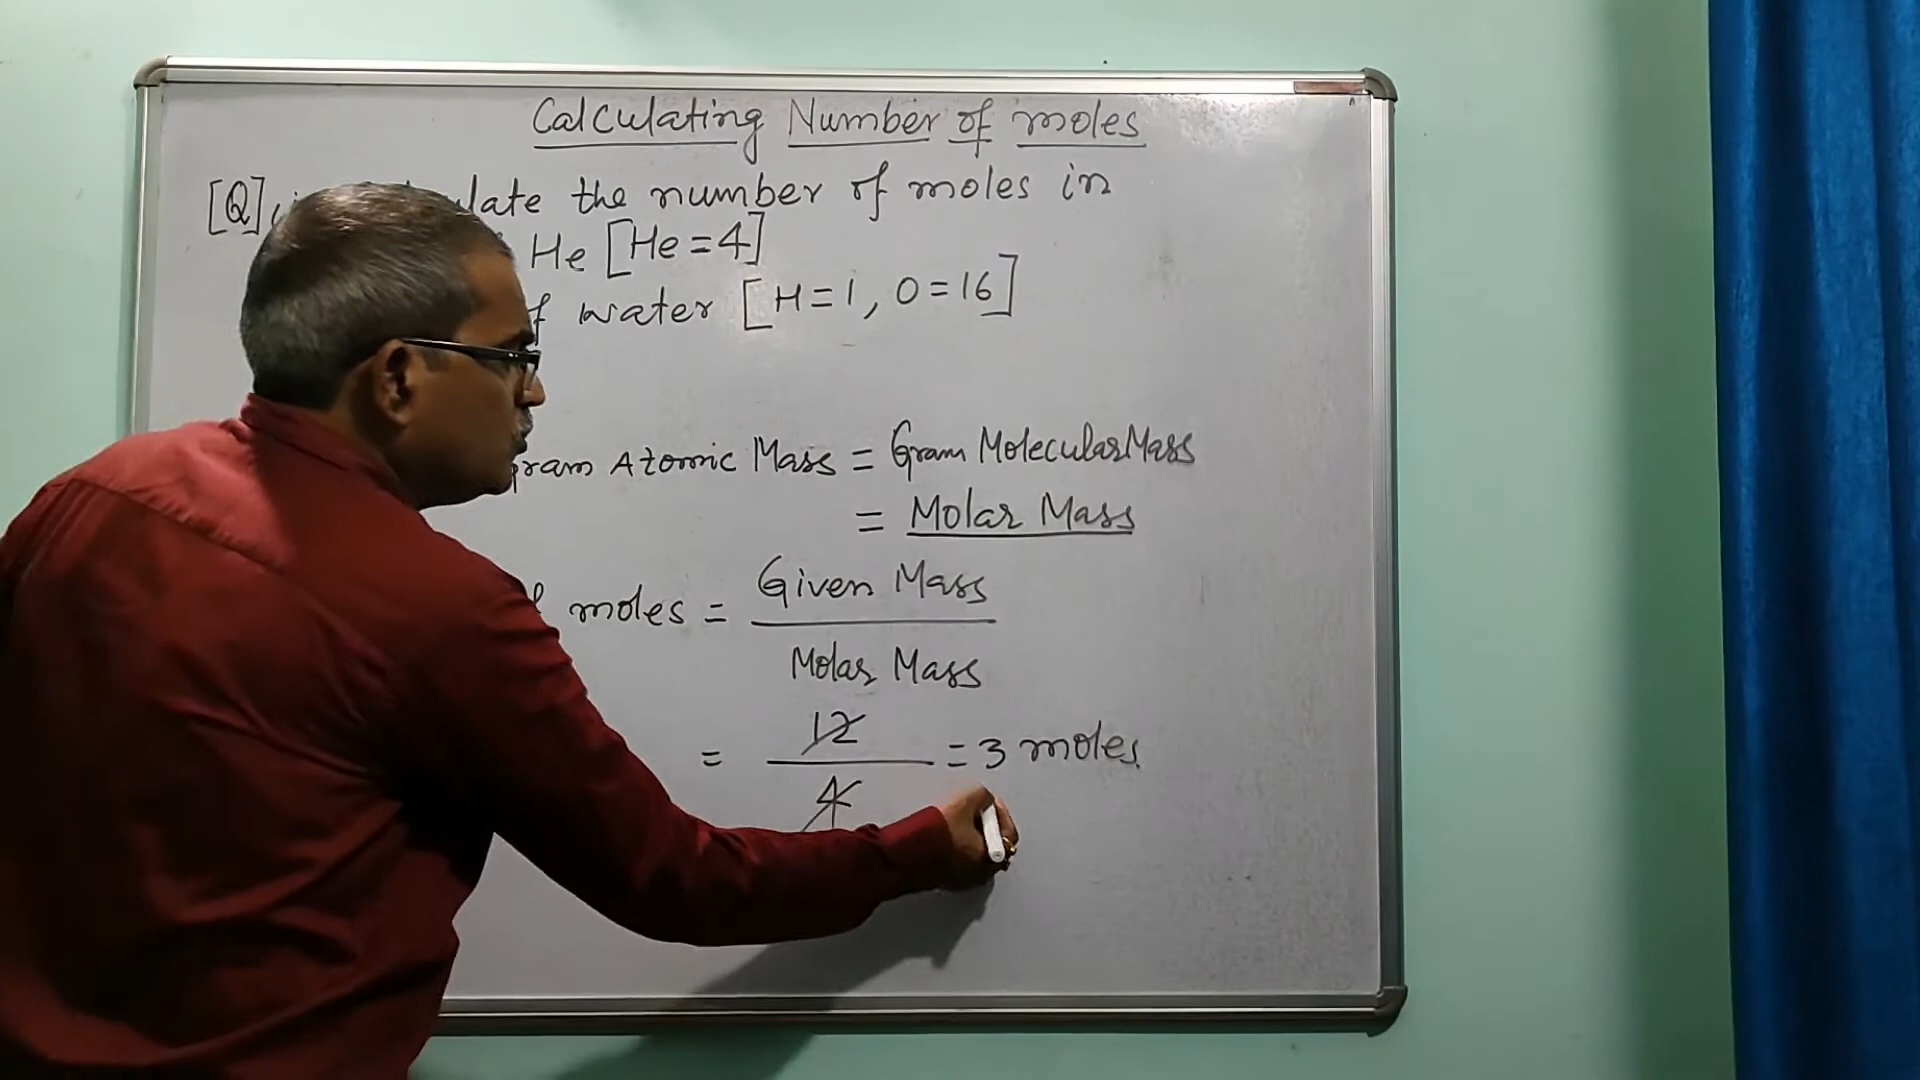 Calculating Number of moles
[Q] late the number of moles in
He [He = 4]
f water [H = 1, O = 16]
gram Atomic Mass = Gram Molecular Mass
= Molar Mass
moles = Given Mass
Molar Mass
= 12 = 3 moles.
4